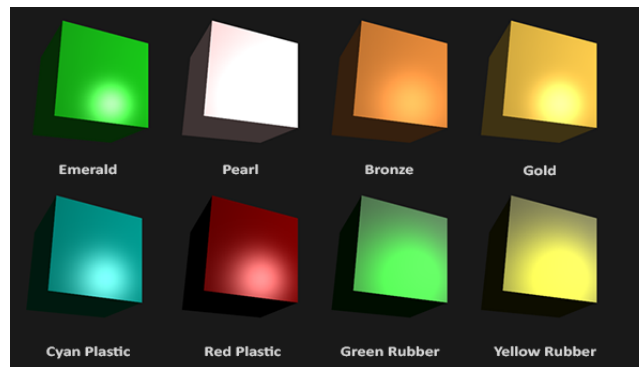 Emerald
Pearl
Bronze
Gold
Cyan Plastic
Red Plastic
Green Rubber
Yellow Rubber